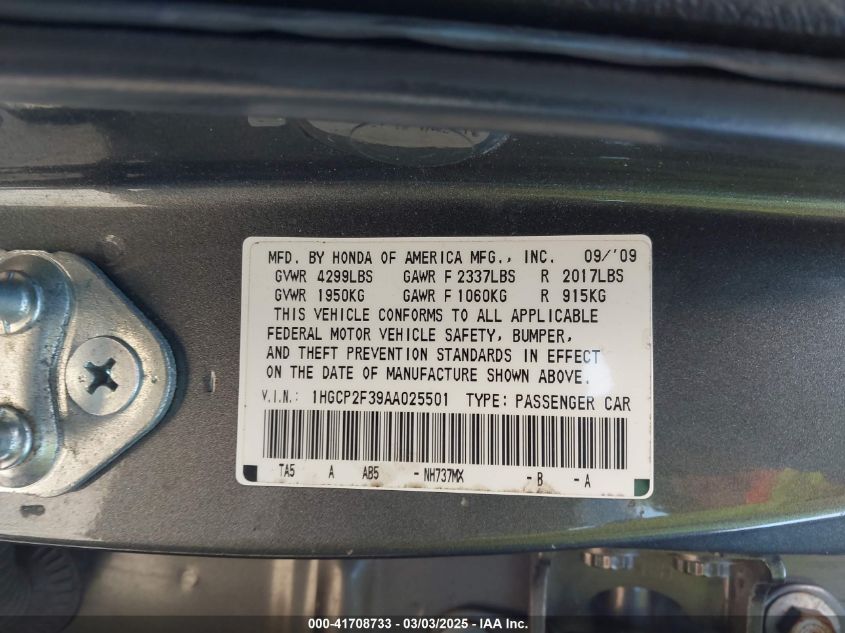 MFD. BY HONDA OF AMERICA MFG., INC. 09/'09
GVWR 4299LBS GAWR F 2337LBS R 2017LBS
GVWR 1950KG GAWR F 1060KG R 915KG
THIS VEHICLE CONFORMS TO ALL APPLICABLE
FEDERAL MOTOR VEHICLE SAFETY, BUMPER,
AND THEFT PREVENTION STANDARDS IN EFFECT
ON THE DATE OF MANUFACTURE SHOWN ABOVE.
V.I.N.: 1HGCP2F39AA025501 TYPE: PASSENGER CAR
TA5 A AB5 - NH737MX - B - A
000-41708733 - 03/03/2025 - IAA Inc.